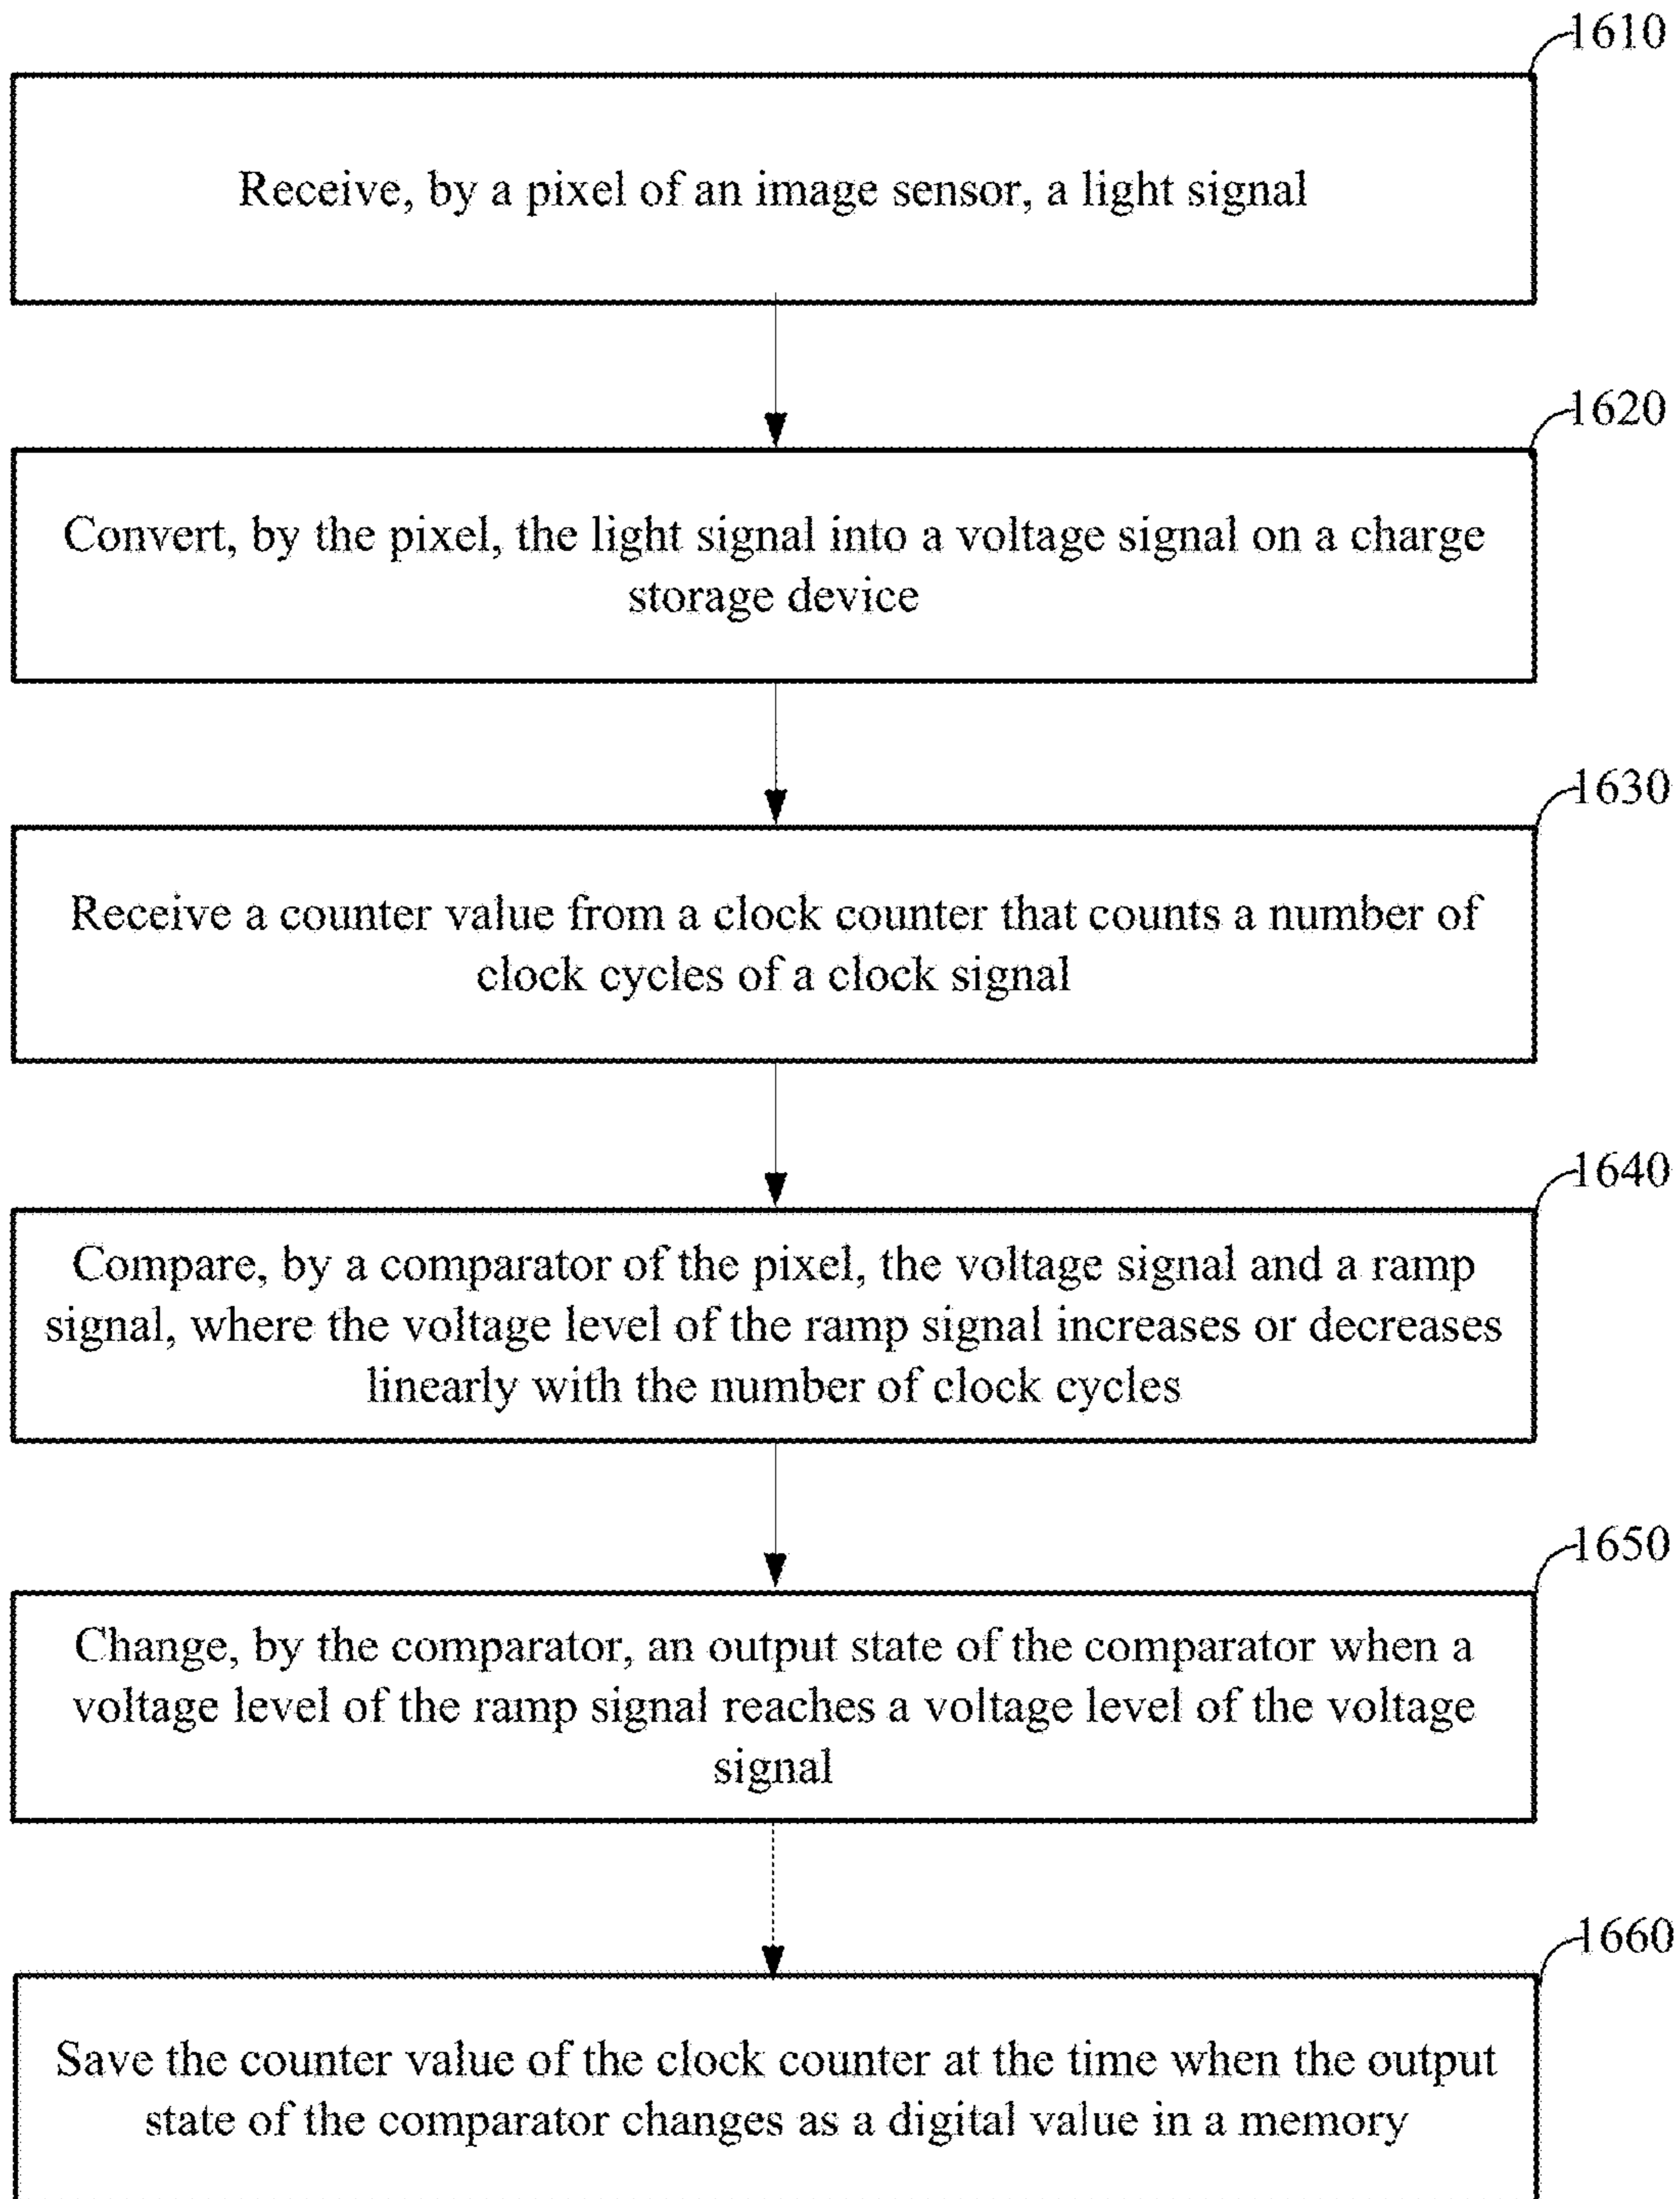 1610
Receive, by a pixel of an image sensor, a light signal
1620
Convert, by the pixel, the light signal into a voltage signal on a charge
storage device
1630
Receive a counter value from a clock counter that counts a number of
clock cycles of a clock signal
1640
Compare, by a comparator of the pixel, the voltage signal and a ramp
signal, where the voltage level of the ramp signal increases or decreases
linearly with the number of clock cycles
1650
Change, by the comparator, an output state of the comparator when a
voltage level of the ramp signal reaches a voltage level of the voltage
signal
1660
Save the counter value of the clock counter at the time when the output
state of the comparator changes as a digital value in a memory